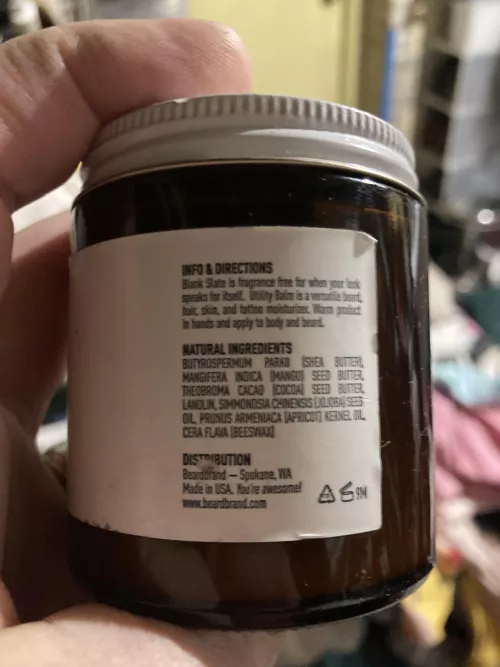 INFO & DIRECTIONS
Blank Slate is fragrance free for when your look
speaks for itself. Utility Balm is a versatile beard,
hair, skin, and tattoo moisturizer. Warm product
in hands and apply to body and beard.
NATURAL INGREDIENTS
BUTYROSPERMUM PARKII (SHEA BUTTER),
MANGIFERA INDICA (MANGO) SEED BUTTER,
THEOBROMA CACAO (COCOA) SEED BUTTER,
LANOLIN, SIMMONDSIA CHINENSIS (JOJOBA) SEED
OIL, PRUNUS ARMENIACA (APRICOT) KERNEL OIL,
CERA FLAVA (BEESWAX)
DISTRIBUTION
Beardbrand — Spokane, WA
Made in USA. You're awesome!
www.beardbrand.com
9M